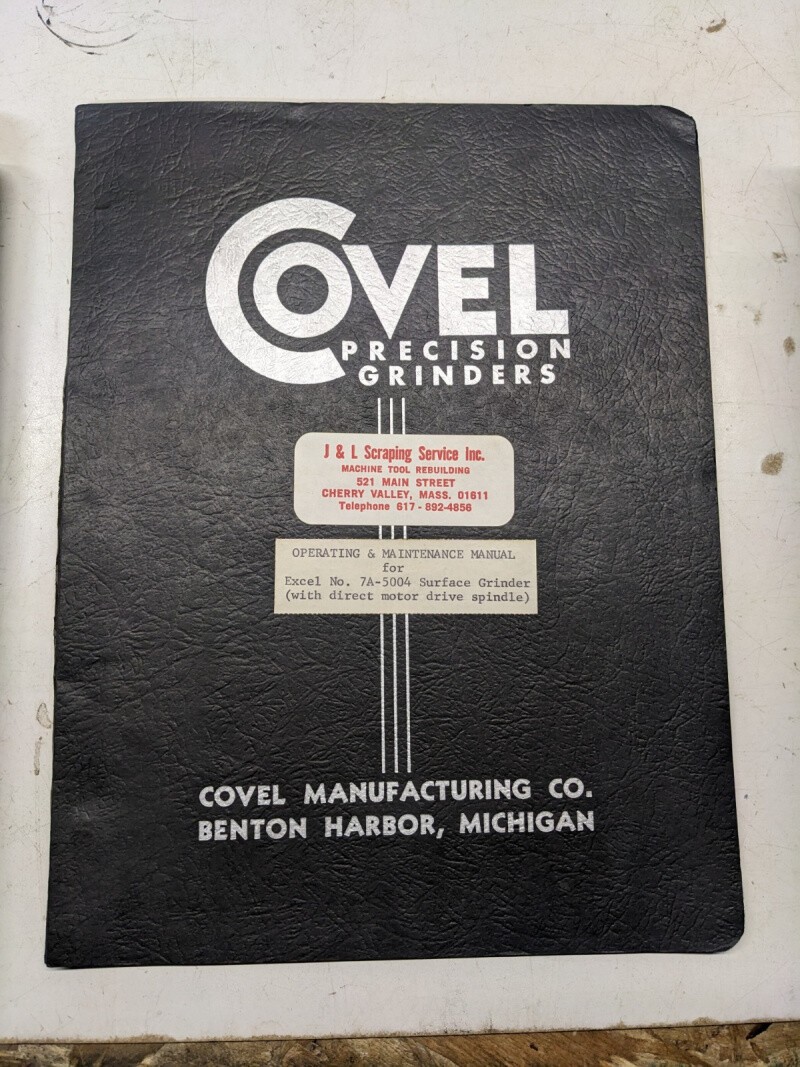 COVEL
PRECISION
GRINDERS
J & L Scraping Service Inc.
MACHINE TOOL REBUILDING
521 MAIN STREET
CHERRY VALLEY, MASS. 01611
Telephone 617 - 892-4856
OPERATING & MAINTENANCE MANUAL
for
Excel No. 7A-5004 Surface Grinder
(with direct motor drive spindle)
COVEL MANUFACTURING CO.
BENTON HARBOR, MICHIGAN